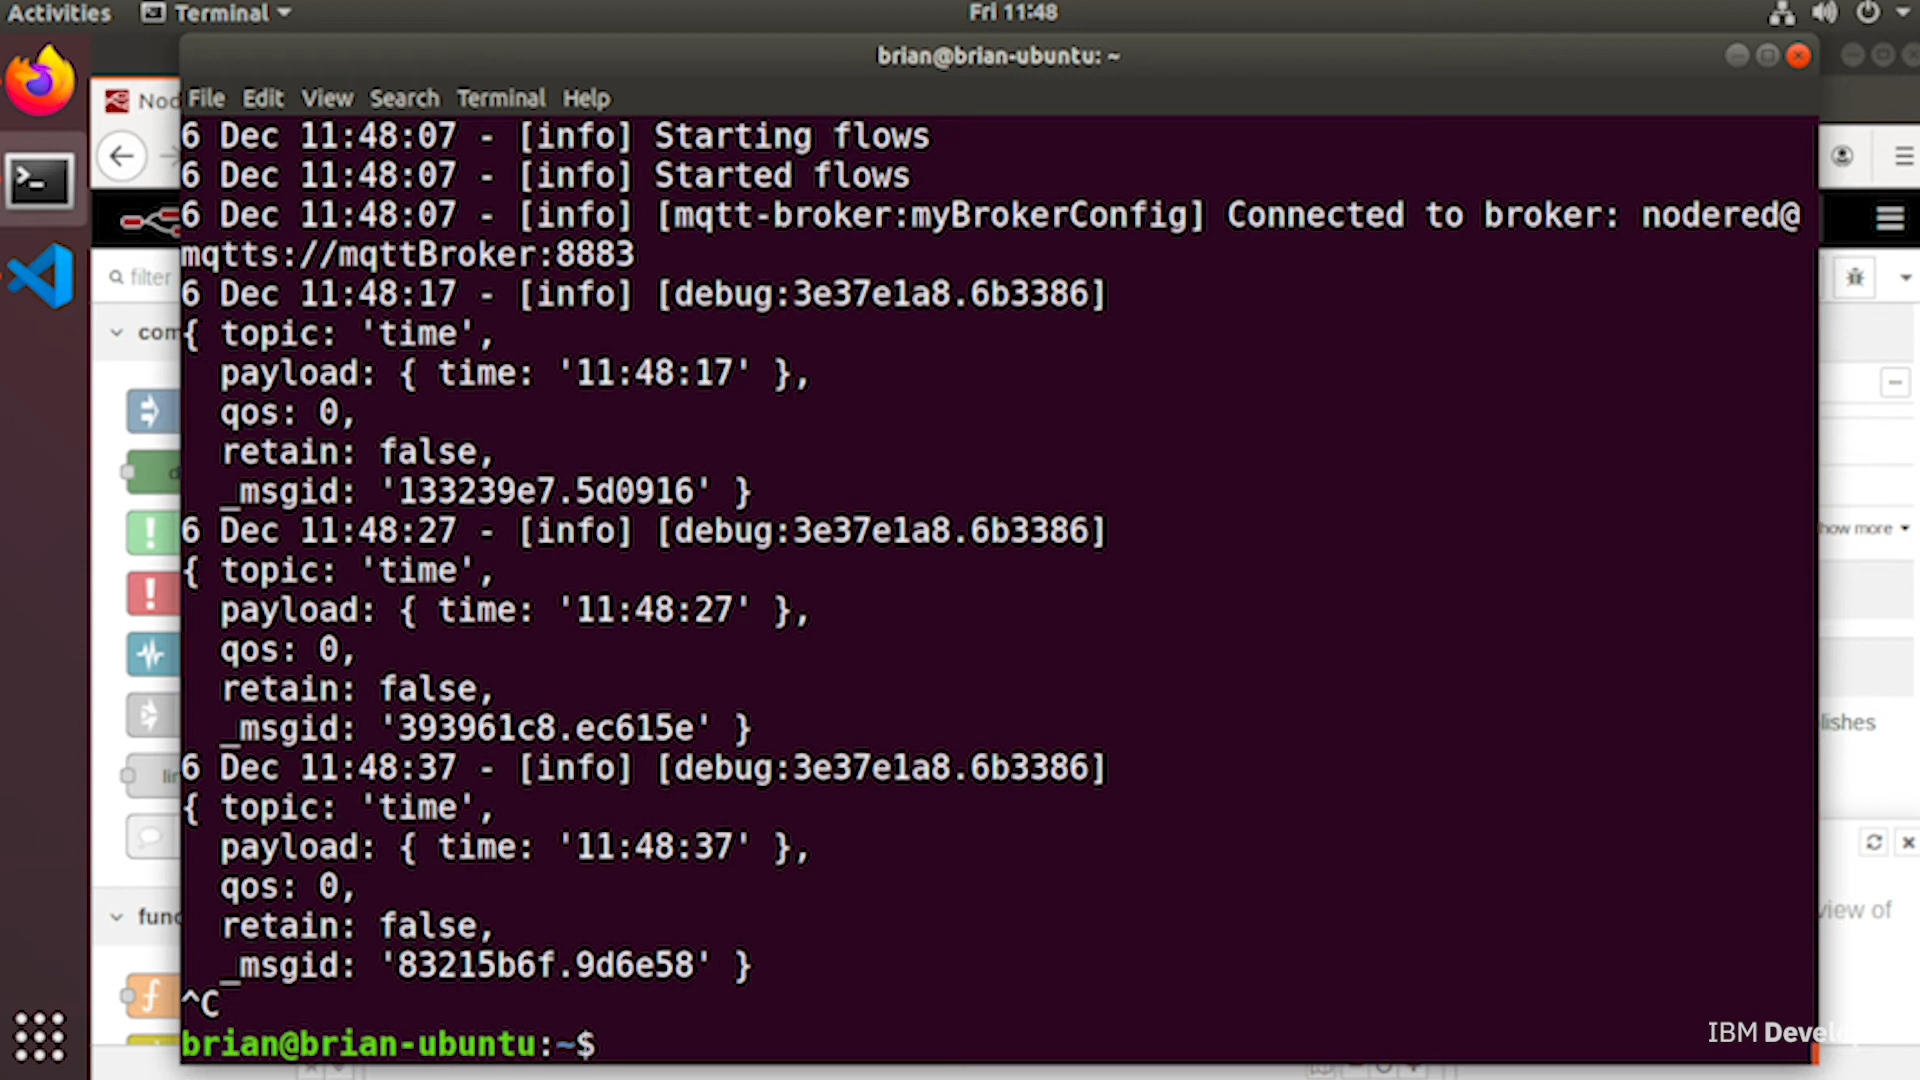 Activities
Terminal
Fri 11:48
brian@brian-ubuntu: ~
File Edit View Search Terminal Help
6 Dec 11:48:07 - [info] Starting flows
6 Dec 11:48:07 - [info] Started flows
6 Dec 11:48:07 - [info] [mqtt-broker:myBrokerConfig] Connected to broker: nodered@
mqtts://mqttBroker:8883
6 Dec 11:48:17 - [info] [debug:3e37e1a8.6b3386]
{ topic: 'time',
payload: { time: '11:48:17' },
qos: 0,
retain: false,
_msgid: '133239e7.5d0916' }
6 Dec 11:48:27 - [info] [debug:3e37e1a8.6b3386]
{ topic: 'time',
payload: { time: '11:48:27' },
qos: 0,
retain: false,
_msgid: '393961c8.ec615e' }
6 Dec 11:48:37 - [info] [debug:3e37e1a8.6b3386]
{ topic: 'time',
payload: { time: '11:48:37' },
qos: 0,
retain: false,
_msgid: '83215b6f.9d6e58' }
^C
brian@brian-ubuntu:~$
Nod
filter
com
lin
func
how more
lishes
view of
IBM Develo